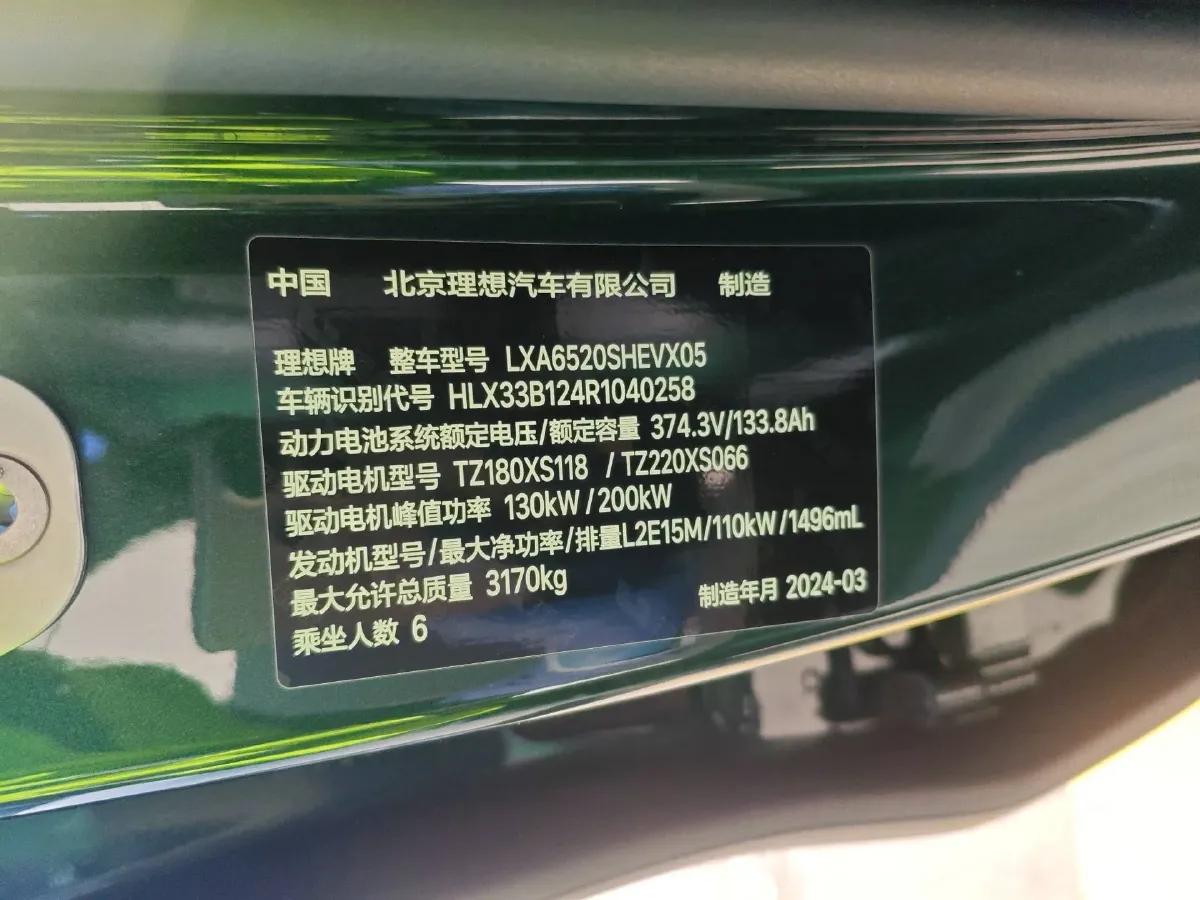 中国 北京理想汽车有限公司 制造
理想牌 整车型号 LXA6520SHEVX05
车辆识别代号 HLX33B124R1040258
动力电池系统额定电压/额定容量 374.3V/133.8Ah
驱动电机型号 TZ180XS118 /TZ220XS066
驱动电机峰值功率 130kW/200kW
发动机型号/最大净功率/排量L2E15M/110kW/1496mL
最大允许总质量 3170kg 制造年月 2024-03
乘坐人数 6